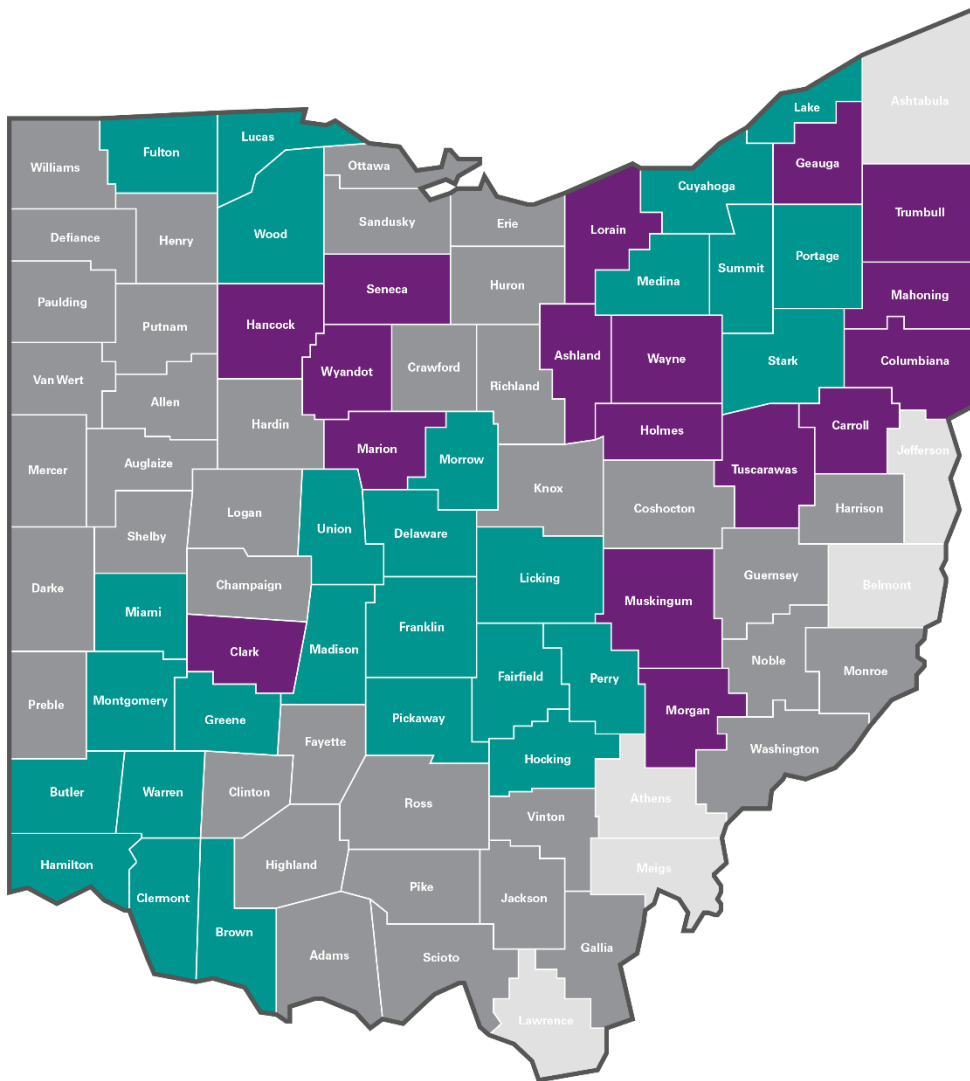 Ashtabula
Lake
Lucas
Fulton
Geauga
Williams
Ottawa
Cuyahoga
Trumbull
Sandusky
Erie
Lorain
Wood
Defiance
Henry
Portage
Summit
Medina
Huron
Seneca
Mahoning
Paulding
Hancock
Putnam
Wayne
Ashland
Stark
Columbiana
Crawford
Wyandot
Van Wert
Richland
Allen
Hardin
Carroll
Holmes
Marion
Morrow
Jefferson
Auglaize
Mercer
Tuscarawas
Knox
Coshocton
Harrison
Logan
Union
Delaware
Shelby
Guernsey
Licking
Belmont
Champaign
Darke
Muskingum
Miami
Franklin
Madison
Clark
Noble
Monroe
Fairfield
Perry
Montgomery
Preble
Morgan
Pickaway
Greene
Fayette
Washington
Hocking
Butler
Warren
Clinton
Athens
Ross
Vinton
Hamilton
Highland
Meigs
Pike
Clermont
Jackson
Brown
Gallia
Adams
Scioto
Lawrence